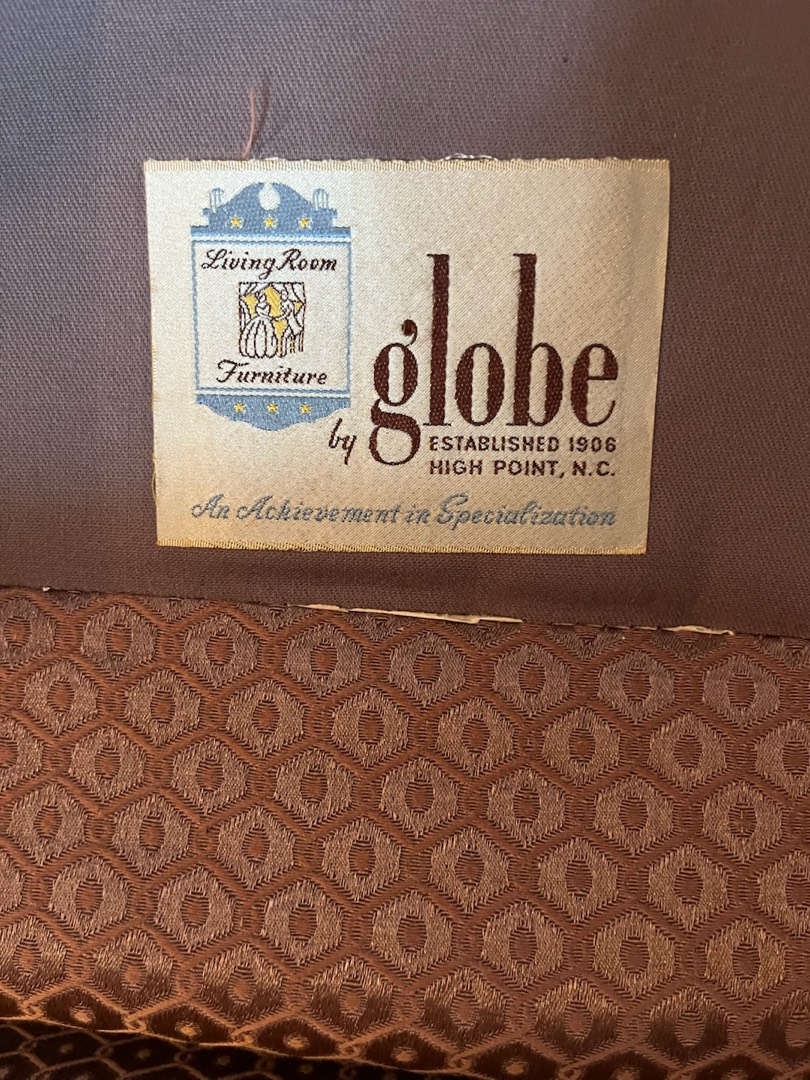 Living Room
Furniture
by globe
ESTABLISHED 1906
HIGH POINT, N.C.
An Achievement in Specialization